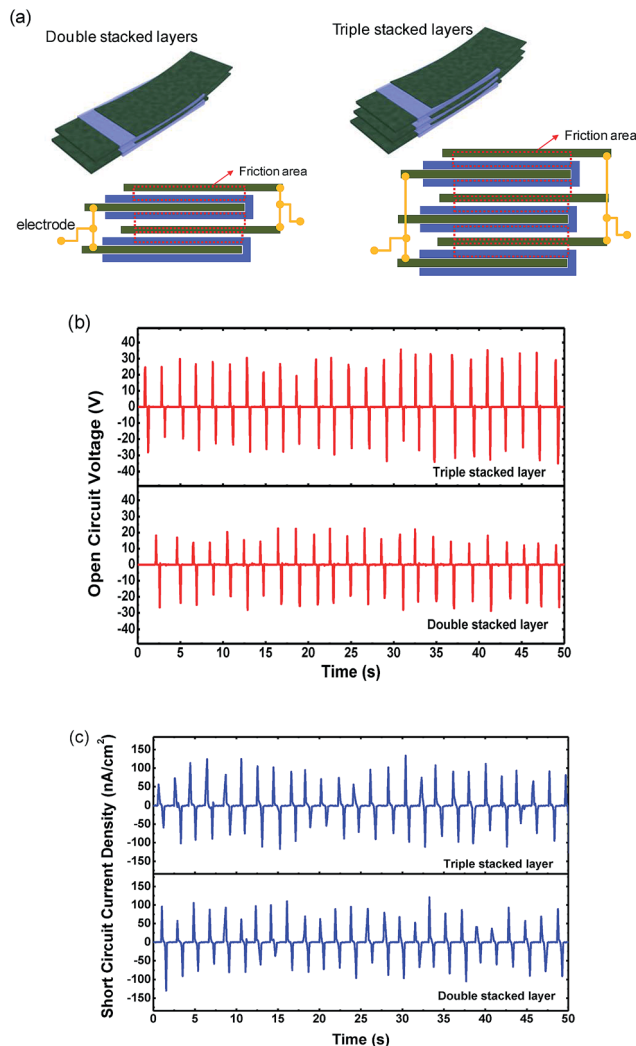 (a)
Double stacked layers
Triple stacked layers
Friction area
Friction area
electrode
(b)
Open Circuit Voltage (V)
40
30
20
10
0
-10
-20
-30
-40
Triple stacked layer
40
30
20
10
0
-10
-20
-30
-40
Double stacked layer
0 5 10 15 20 25 30 35 40 45 50
Time (s)
(c)
Short Circuit Current Density (nA/cm²)
150
100
50
0
-50
-100
-150
Triple stacked layer
150
100
50
0
-50
-100
-150
Double stacked layer
0 5 10 15 20 25 30 35 40 45 50
Time (s)